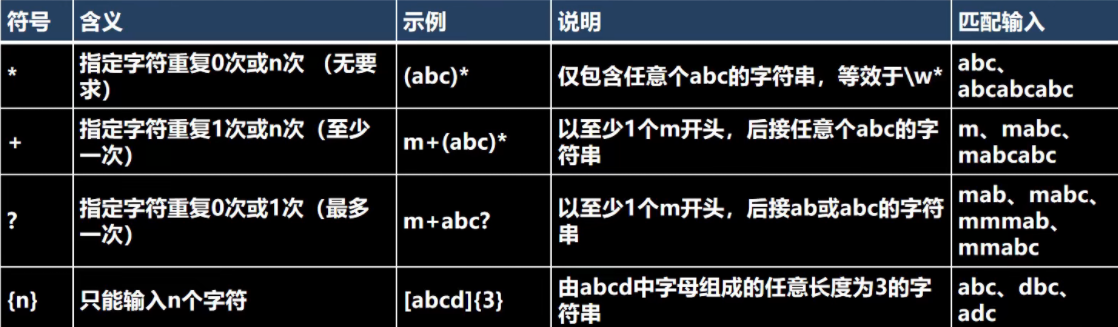 符号 含义 示例 说明 匹配输入
* 指定字符重复0次或n次 （无要
求） (abc)* 仅包含任意个abc的字符串，等效于\w* abc、
abcabcabc
+ 指定字符重复1次或n次（至少
一次） m+(abc)* 以至少1个m开头，后接任意个abc的字
符串 m、mabc、
mabcabc
? 指定字符重复0次或1次（最多
一次） m+abc? 以至少1个m开头，后接ab或abc的字符
串 mab、mabc、
mmmab、
mmabc
{n} 只能输入n个字符 [abcd]{3} 由abcd中字母组成的任意长度为3的字
符串 abc、dbc、
adc